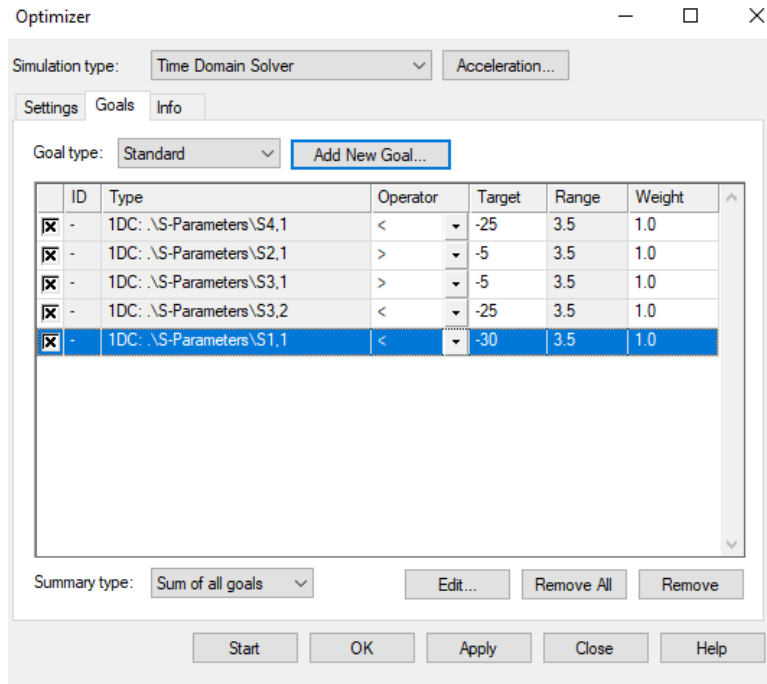 Optimizer
Simulation type: Time Domain Solver Acceleration...
Settings Goals Info
Goal type: Standard Add New Goal...
ID Type Operator Target Range Weight
- 1DC: .\S-Parameters\S4,1 < -25 3.5 1.0
- 1DC: .\S-Parameters\S2,1 > -5 3.5 1.0
- 1DC: .\S-Parameters\S3,1 > -5 3.5 1.0
- 1DC: .\S-Parameters\S3,2 < -25 3.5 1.0
- 1DC: .\S-Parameters\S1,1 < -30 3.5 1.0
Summary type: Sum of all goals Edit... Remove All Remove
Start OK Apply Close Help